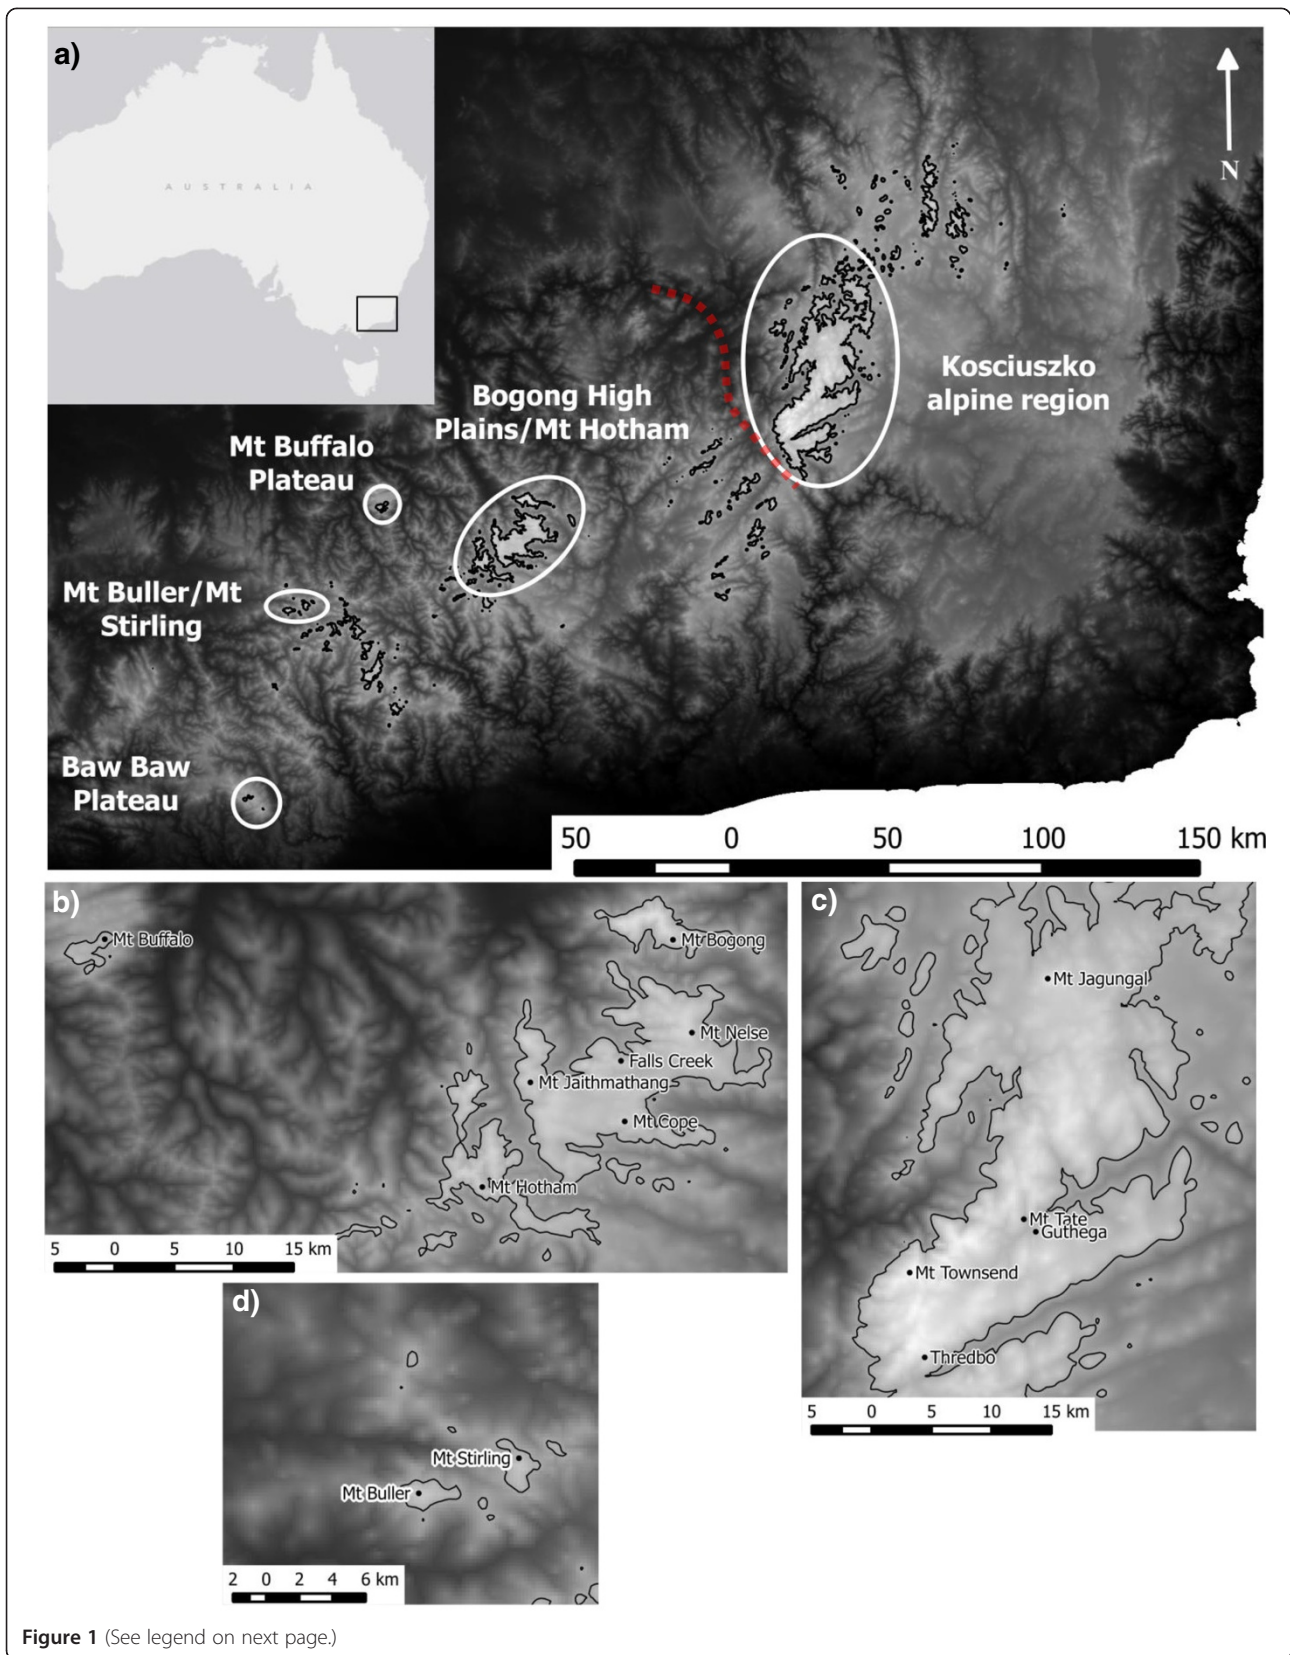 a)
AUSTRALIA
N
Kosciuszko
alpine region
Bogong High
Plains/Mt Hotham
Mt Buffalo
Plateau
Mt Buller/Mt
Stirling
Baw Baw
Plateau
50 0 50 100 150 km
b)
Mt Buffalo
Mt Bogong
Mt Nelse
Falls Creek
Mt Jaithmathang
Mt Cope
Mt Hotham
5 0 5 10 15 km
c)
Mt Jagungal
Mt Tate
Guthega
Mt Townsend
Thredbo
5 0 5 10 15 km
d)
Mt Stirling
Mt Buller
2 0 2 4 6 km
Figure 1 (See legend on next page.)